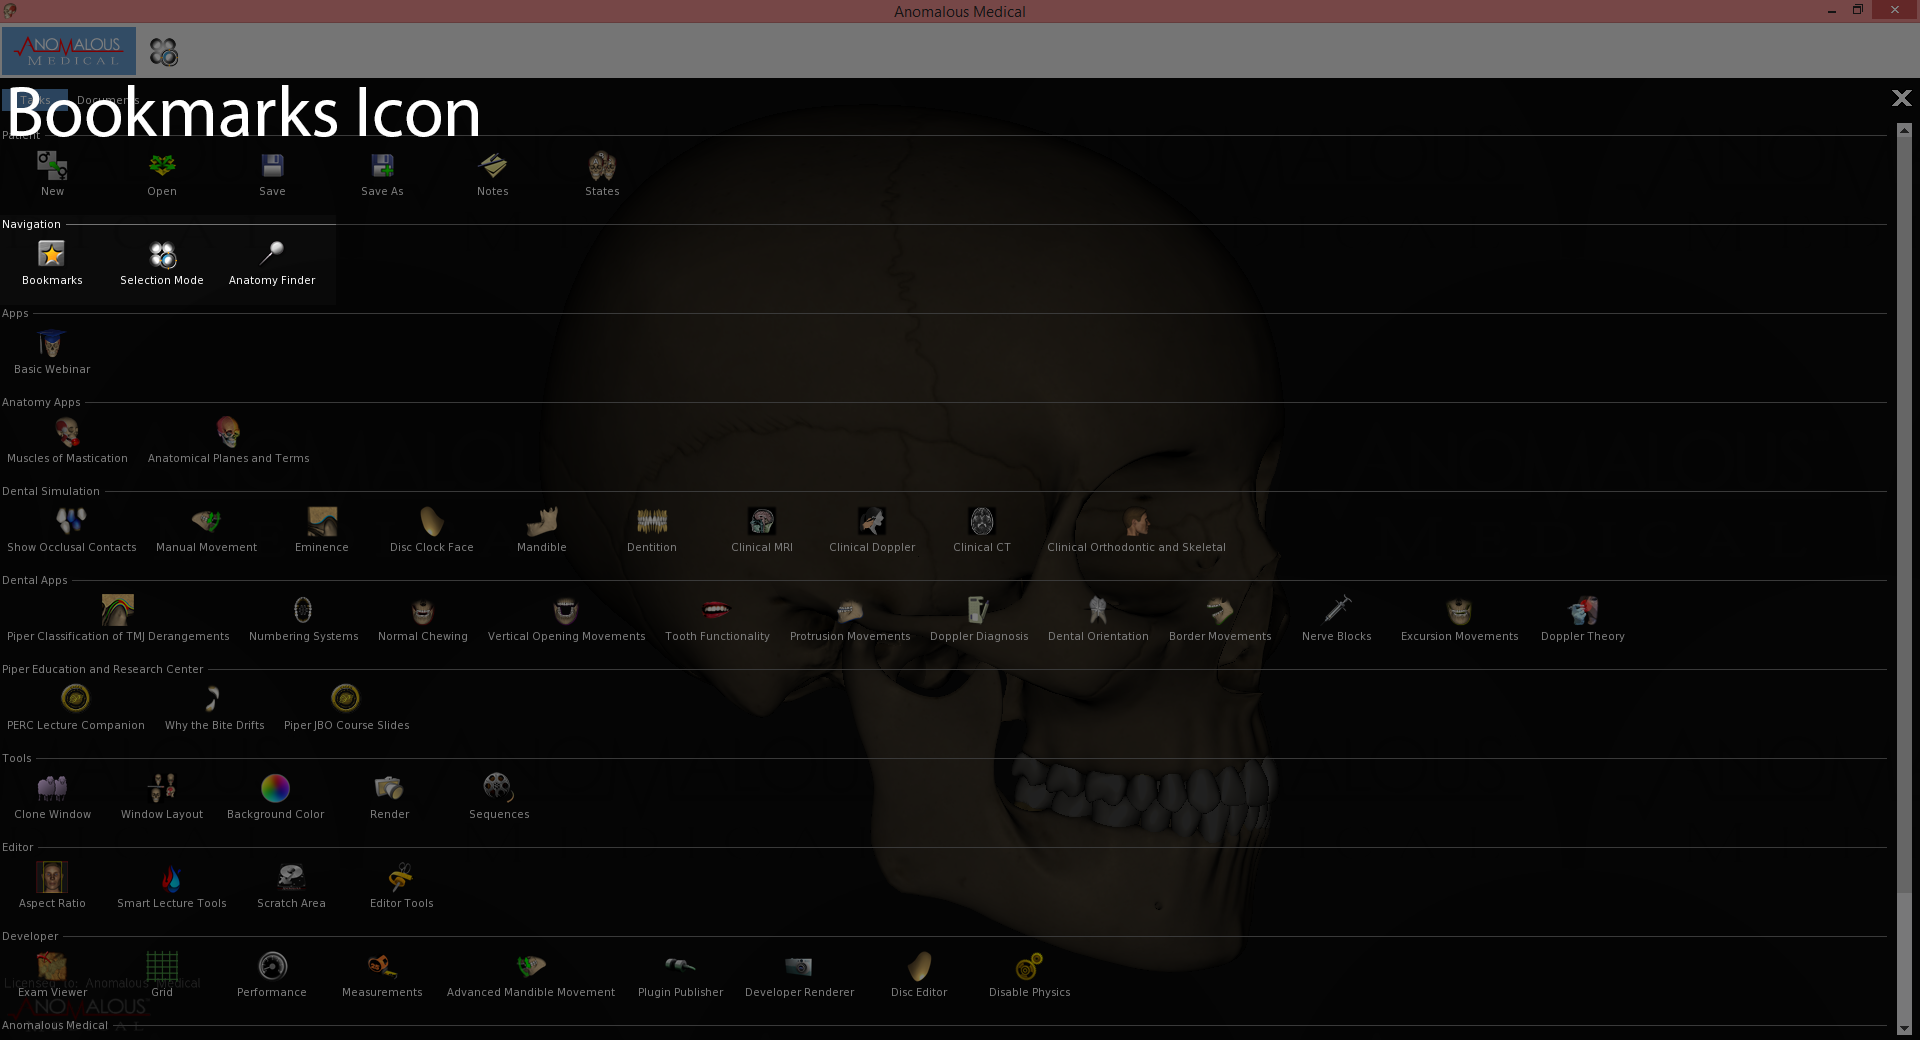 Anomalous Medical
ANOMALOUS
MEDICAL
Tasks Documents
Bookmarks Icon
Patient
New Open Save Save As Notes States
Navigation
Bookmarks Selection Mode Anatomy Finder
Apps
Basic Webinar
Anatomy Apps
Muscles of Mastication Anatomical Planes and Terms
Dental Simulation
Show Occlusal Contacts Manual Movement Eminence Disc Clock Face Mandible Dentition Clinical MRI Clinical Doppler Clinical CT Clinical Orthodontic and Skeletal
Dental Apps
Piper Classification of TMJ Derangements Numbering Systems Normal Chewing Vertical Opening Movements Tooth Functionality Protrusion Movements Doppler Diagnosis Dental Orientation Border Movements Nerve Blocks Excursion Movements Doppler Theory
Piper Education and Research Center
PERC Lecture Companion Why the Bite Drifts Piper JBO Course Slides
Tools
Clone Window Window Layout Background Color Render Sequences
Editor
Aspect Ratio Smart Lecture Tools Scratch Area Editor Tools
Developer
Licensed to: Anomalous Medical
Exam Viewer Grid Performance Measurements Advanced Mandible Movement Plugin Publisher Developer Renderer Disc Editor Disable Physics
ANOMALOUS
Anomalous Medical